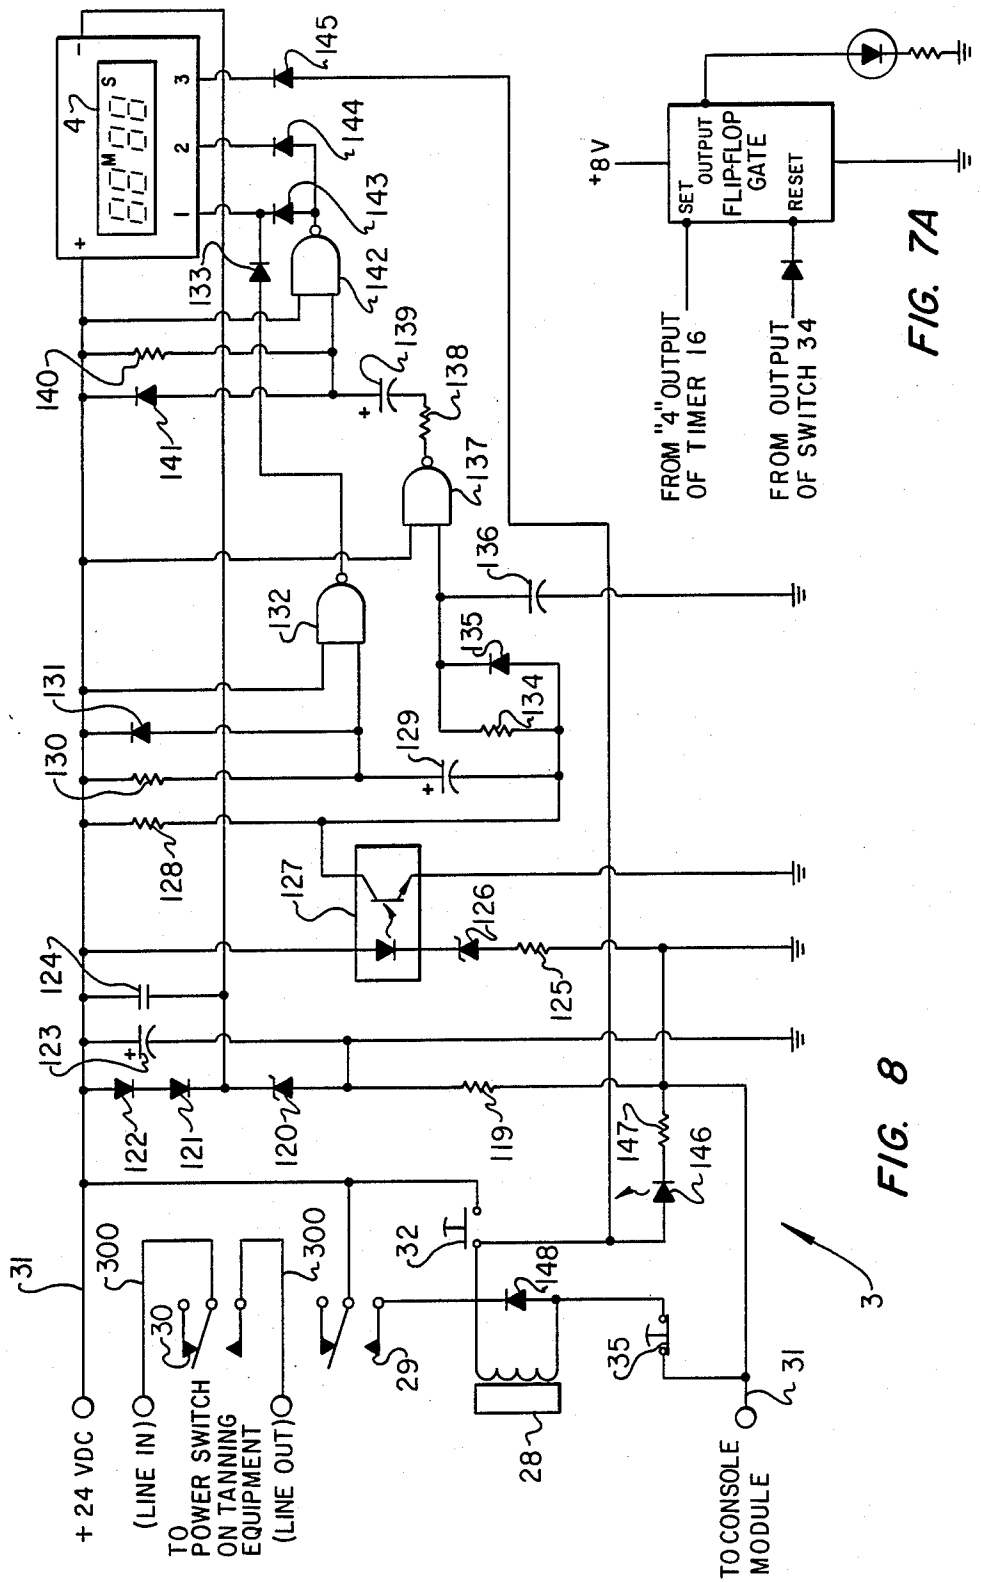 31
+ 24 VDC
300
(LINE IN)
30
TO
POWER SWITCH
ON TANNING
EQUIPMENT
(LINE OUT)
300
29
28
32
148
35
TO CONSOLE
MODULE
31
3
122
121
120
119
147
146
123
+
124
125
126
127
128
129
+
130
131
132
133
134
135
136
137
138
139
+
140
141
142
143
144
145
4
+
-
M
S
1
2
3
FIG. 8
+8V
SET
OUTPUT
FLIP-FLOP
GATE
RESET
FROM "4" OUTPUT
OF TIMER 16
FROM OUTPUT
OF SWITCH 34
FIG. 7A